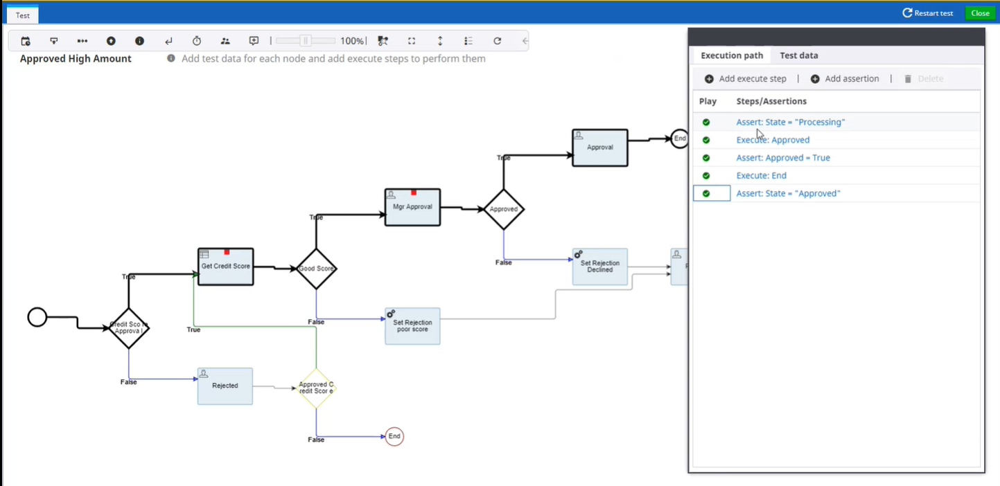 Test
Restart test
Close
100%
Approved High Amount
Add test data for each node and add execute steps to perform them
Execution path
Test data
Add execute step
Add assertion
Delete
Play
Steps/Assertions
Assert: State = "Processing"
Execute: Approved
Assert: Approved = True
Execute: End
Assert: State = "Approved"
Approval
End
True
Mgr Approval
Approved
True
False
Set Rejection
Declined
Get Credit Score
Good Score
True
False
Set Rejection
poor score
True
Credit Sco re
Approva l
False
Rejected
Approved C
redit Scor e
False
End